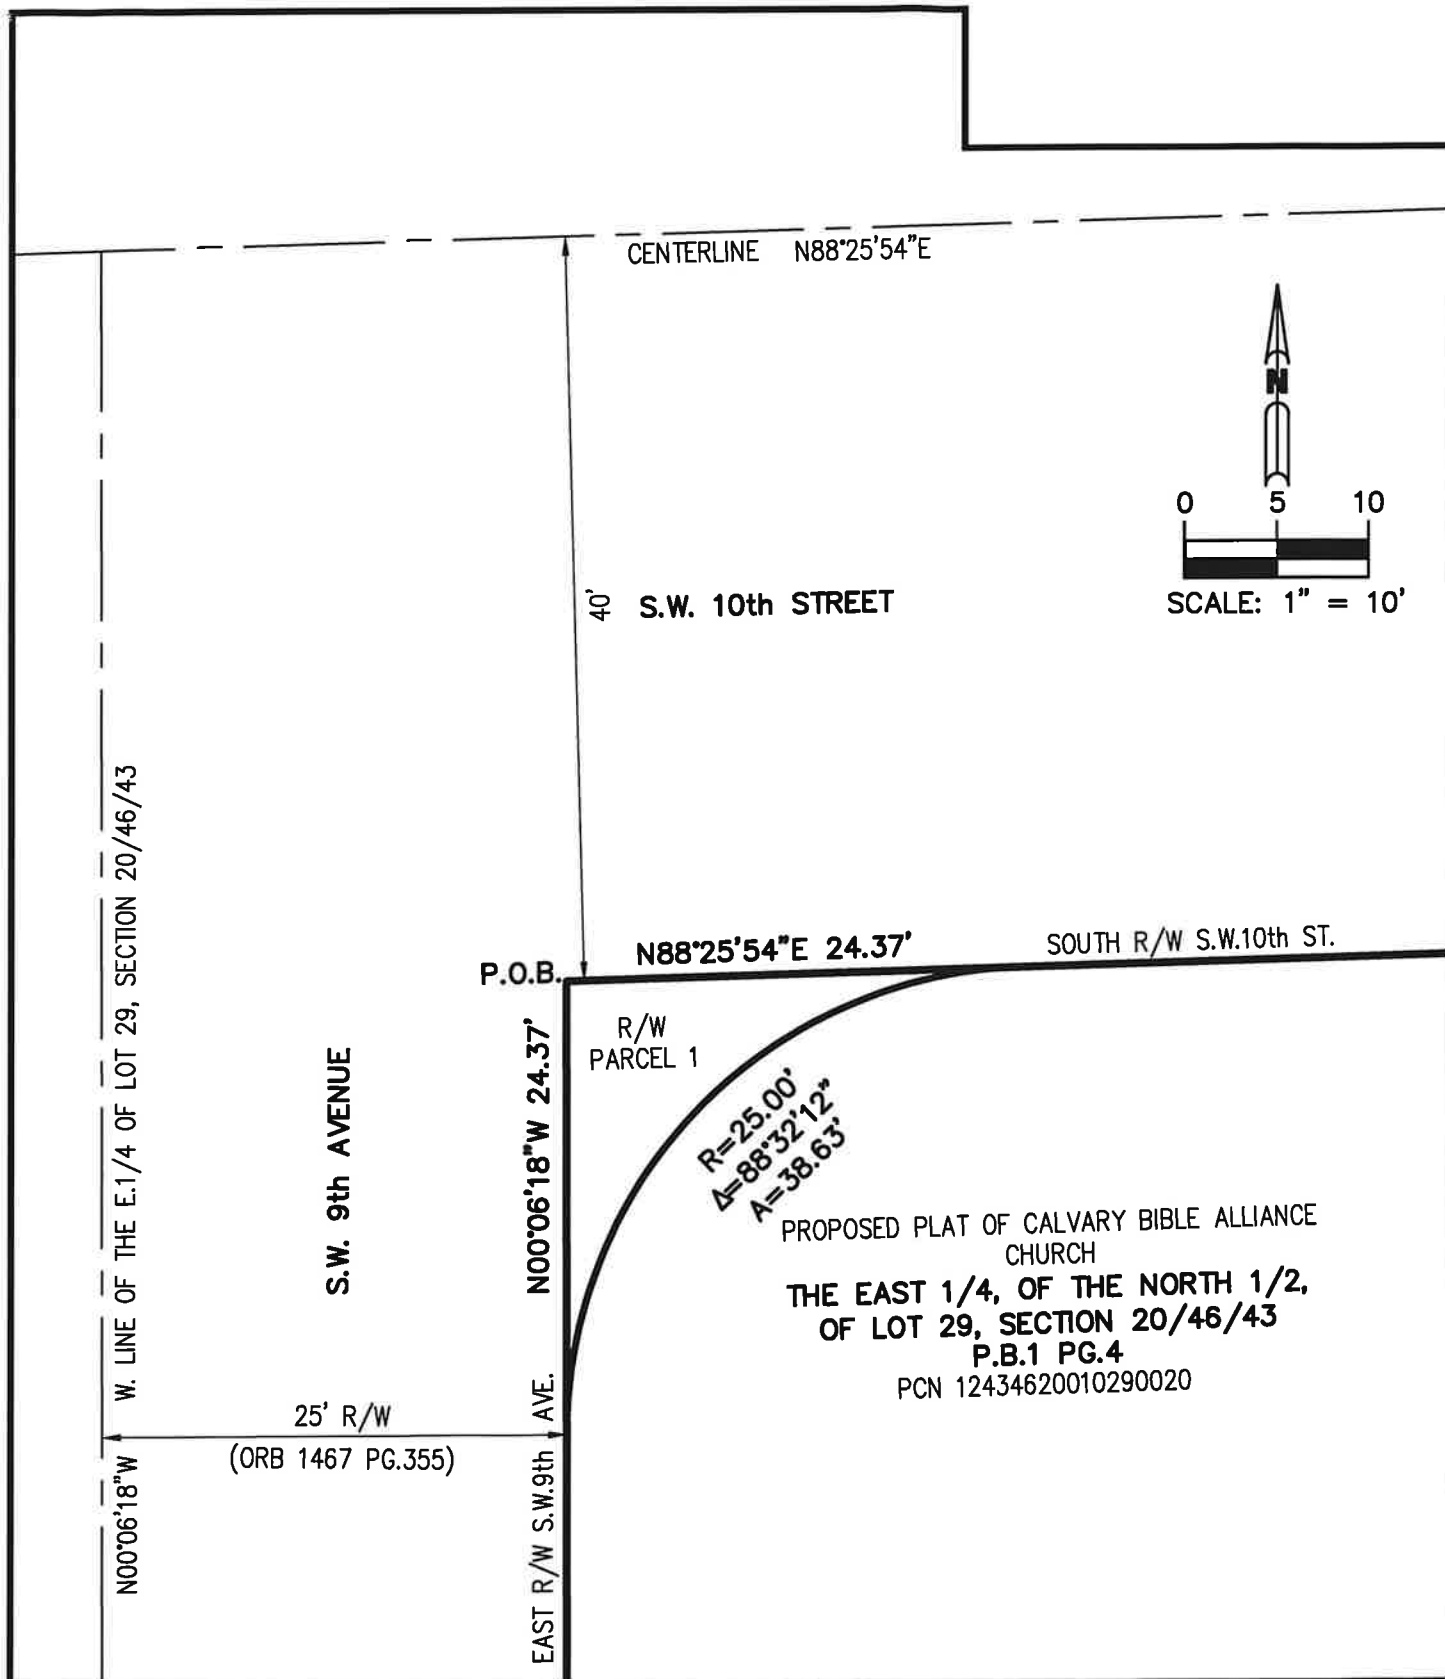 CENTERLINE N88°25'54"E
N
0 5 10
SCALE: 1" = 10'
40'
S.W. 10th STREET
W. LINE OF THE E.1/4 OF LOT 29, SECTION 20/46/43
N00°06'18"W
S.W. 9th AVENUE
P.O.B.
N88°25'54"E 24.37'
SOUTH R/W S.W.10th ST.
R/W
PARCEL 1
N00°06'18"W 24.37'
R=25.00'
Δ=88°32'12"
A=38.63'
PROPOSED PLAT OF CALVARY BIBLE ALLIANCE
CHURCH
THE EAST 1/4, OF THE NORTH 1/2,
OF LOT 29, SECTION 20/46/43
P.B.1 PG.4
PCN 12434620010290020
25' R/W
(ORB 1467 PG.355)
EAST R/W S.W.9th AVE.